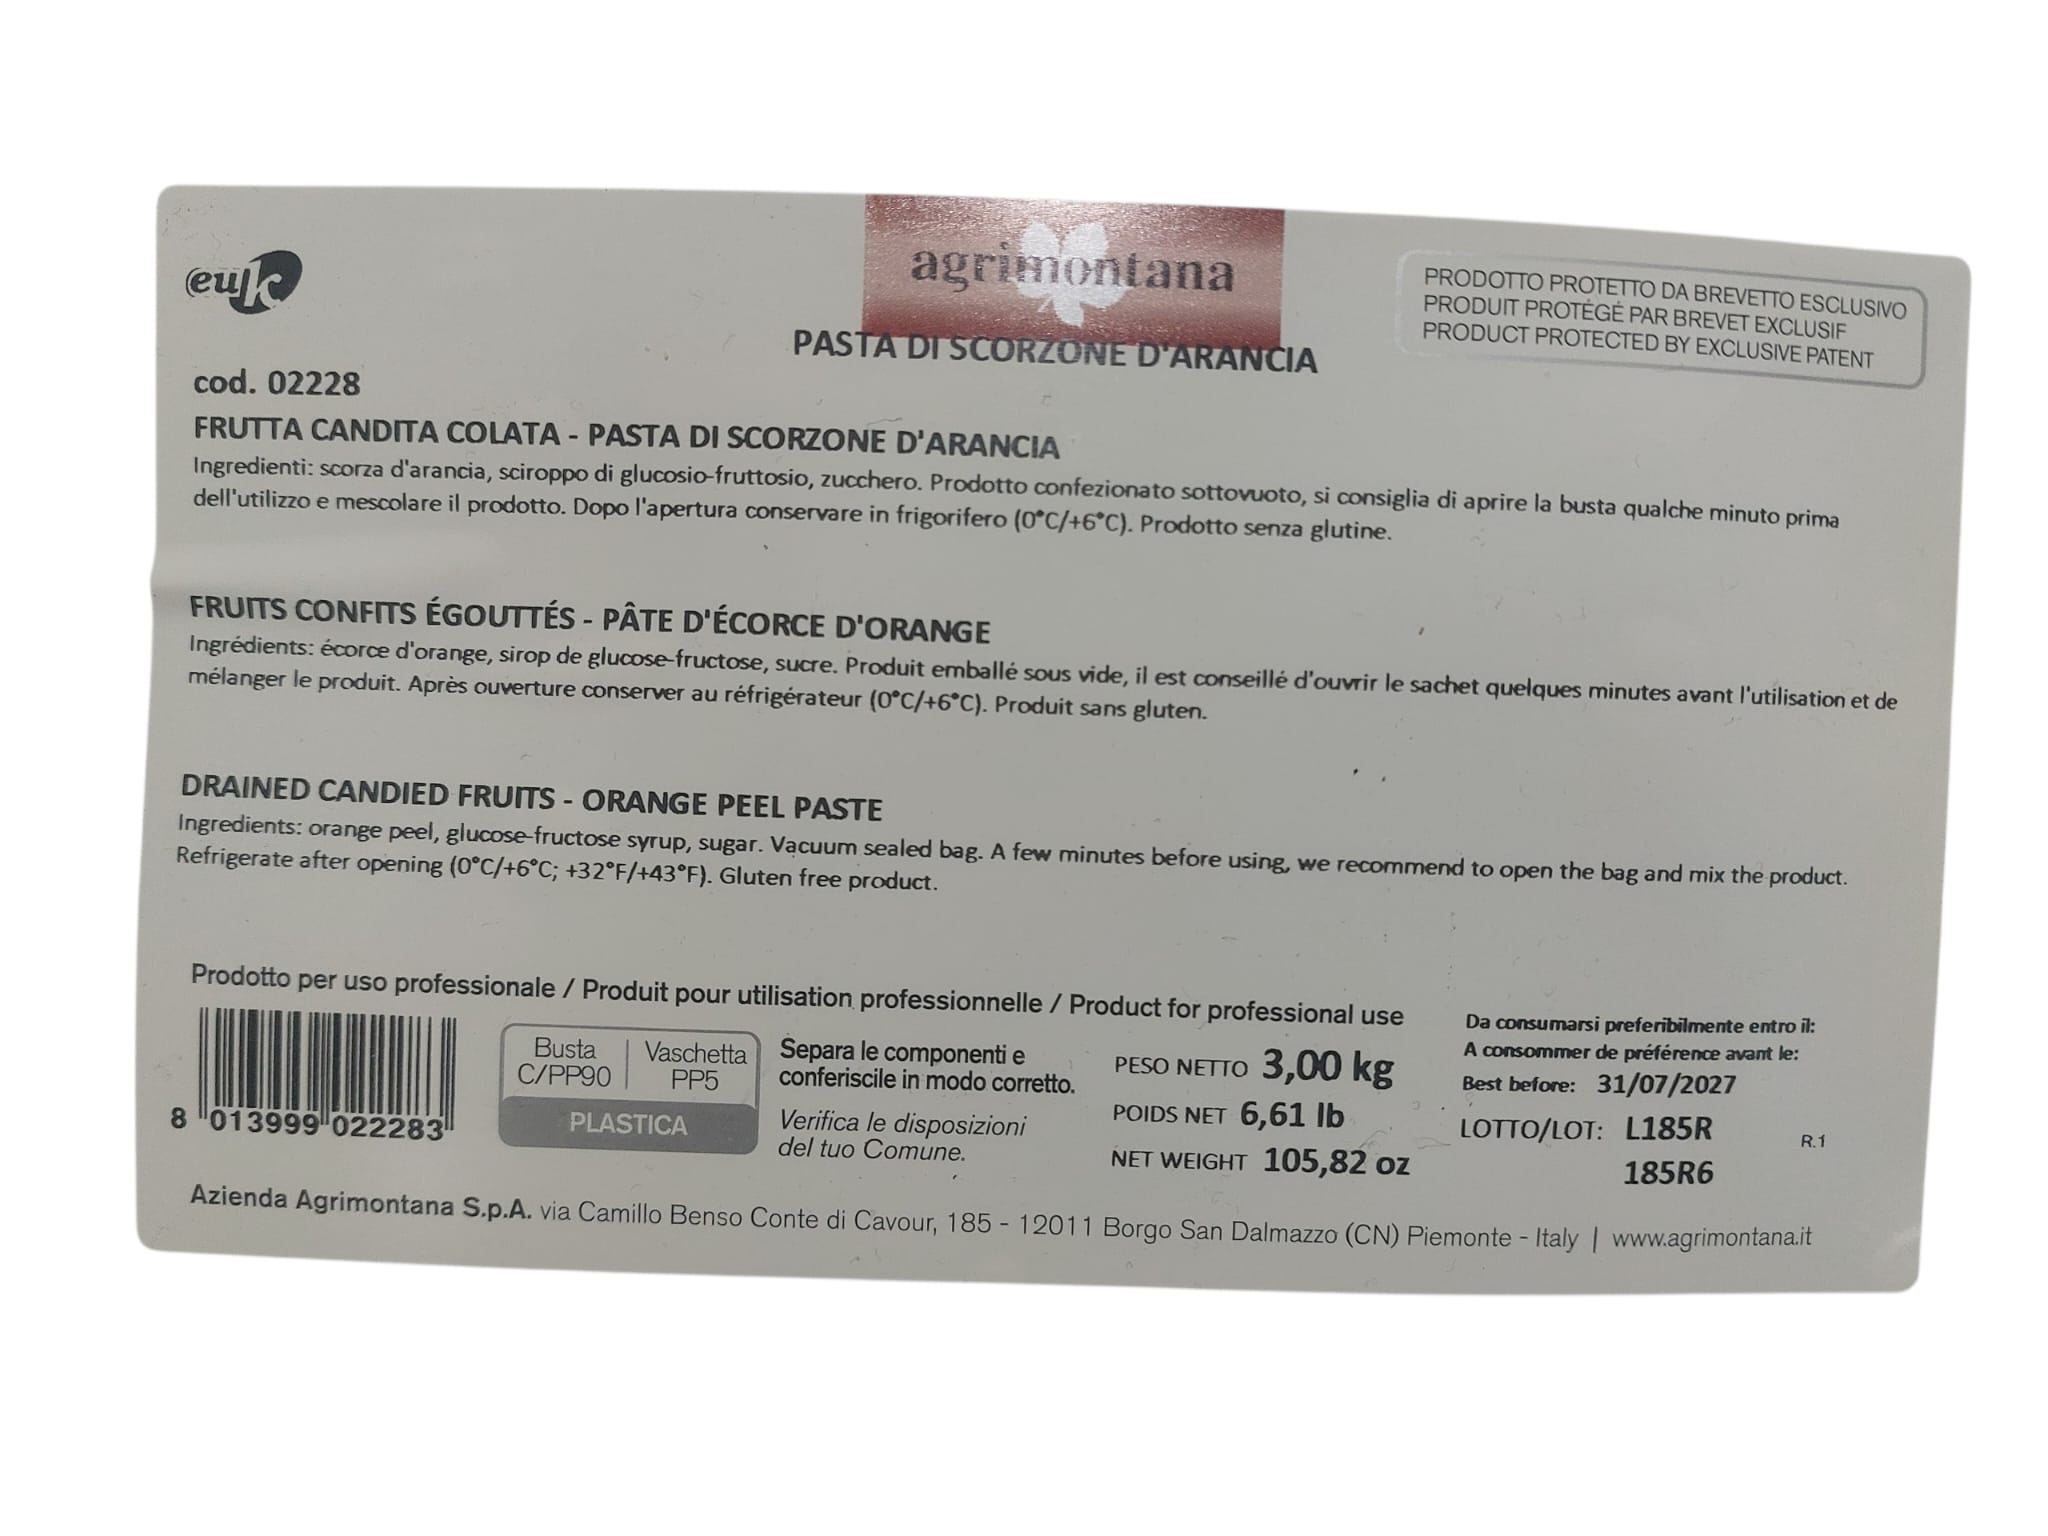 euk
agrimontana
PRODOTTO PROTETTO DA BREVETTO ESCLUSIVO
PRODUIT PROTÉGÉ PAR BREVET EXCLUSIF
PRODUCT PROTECTED BY EXCLUSIVE PATENT
PASTA DI SCORZONE D'ARANCIA
cod. 02228
FRUTTA CANDITA COLATA - PASTA DI SCORZONE D'ARANCIA
Ingredienti: scorza d'arancia, sciroppo di glucosio-fruttosio, zucchero. Prodotto confezionato sottovuoto, si consiglia di aprire la busta qualche minuto prima
dell'utilizzo e mescolare il prodotto. Dopo l'apertura conservare in frigorifero (0°C/+6°C). Prodotto senza glutine.
FRUITS CONFITS ÉGOUTTÉS - PÂTE D'ÉCORCE D'ORANGE
Ingrédients: écorce d'orange, sirop de glucose-fructose, sucre. Produit emballé sous vide, il est conseillé d'ouvrir le sachet quelques minutes avant l'utilisation et de
mélanger le produit. Après ouverture conserver au réfrigérateur (0°C/+6°C). Produit sans gluten.
DRAINED CANDIED FRUITS - ORANGE PEEL PASTE
Ingredients: orange peel, glucose-fructose syrup, sugar. Vacuum sealed bag. A few minutes before using, we recommend to open the bag and mix the product.
Refrigerate after opening (0°C/+6°C; +32°F/+43°F). Gluten free product.
Prodotto per uso professionale / Produit pour utilisation professionnelle / Product for professional use
8 013999 022283
Busta
C/PP90
Vaschetta
PP5
PLASTICA
Separa le componenti e
conferiscile in modo corretto.
Verifica le disposizioni
del tuo Comune.
PESO NETTO 3,00 kg
POIDS NET 6,61 lb
NET WEIGHT 105,82 oz
Da consumarsi preferibilmente entro il:
A consommer de préférence avant le:
Best before: 31/07/2027
LOTTO/LOT: L185R
185R6
R.1
Azienda Agrimontana S.p.A. via Camillo Benso Conte di Cavour, 185 - 12011 Borgo San Dalmazzo (CN) Piemonte - Italy | www.agrimontana.it